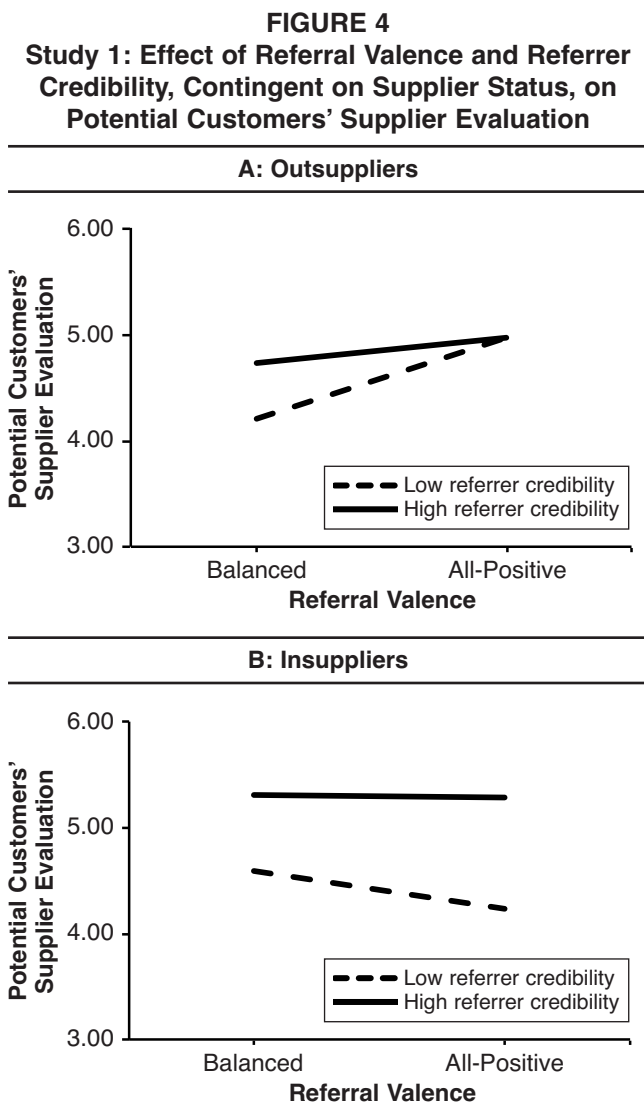 FIGURE 4
Study 1: Effect of Referral Valence and Referrer
Credibility, Contingent on Supplier Status, on
Potential Customers’ Supplier Evaluation
A: Outsuppliers
Potential Customers’
Supplier Evaluation
6.00
5.00
4.00
3.00
Low referrer credibility
High referrer credibility
Balanced
All-Positive
Referral Valence
B: Insuppliers
Potential Customers’
Supplier Evaluation
6.00
5.00
4.00
3.00
Low referrer credibility
High referrer credibility
Balanced
All-Positive
Referral Valence